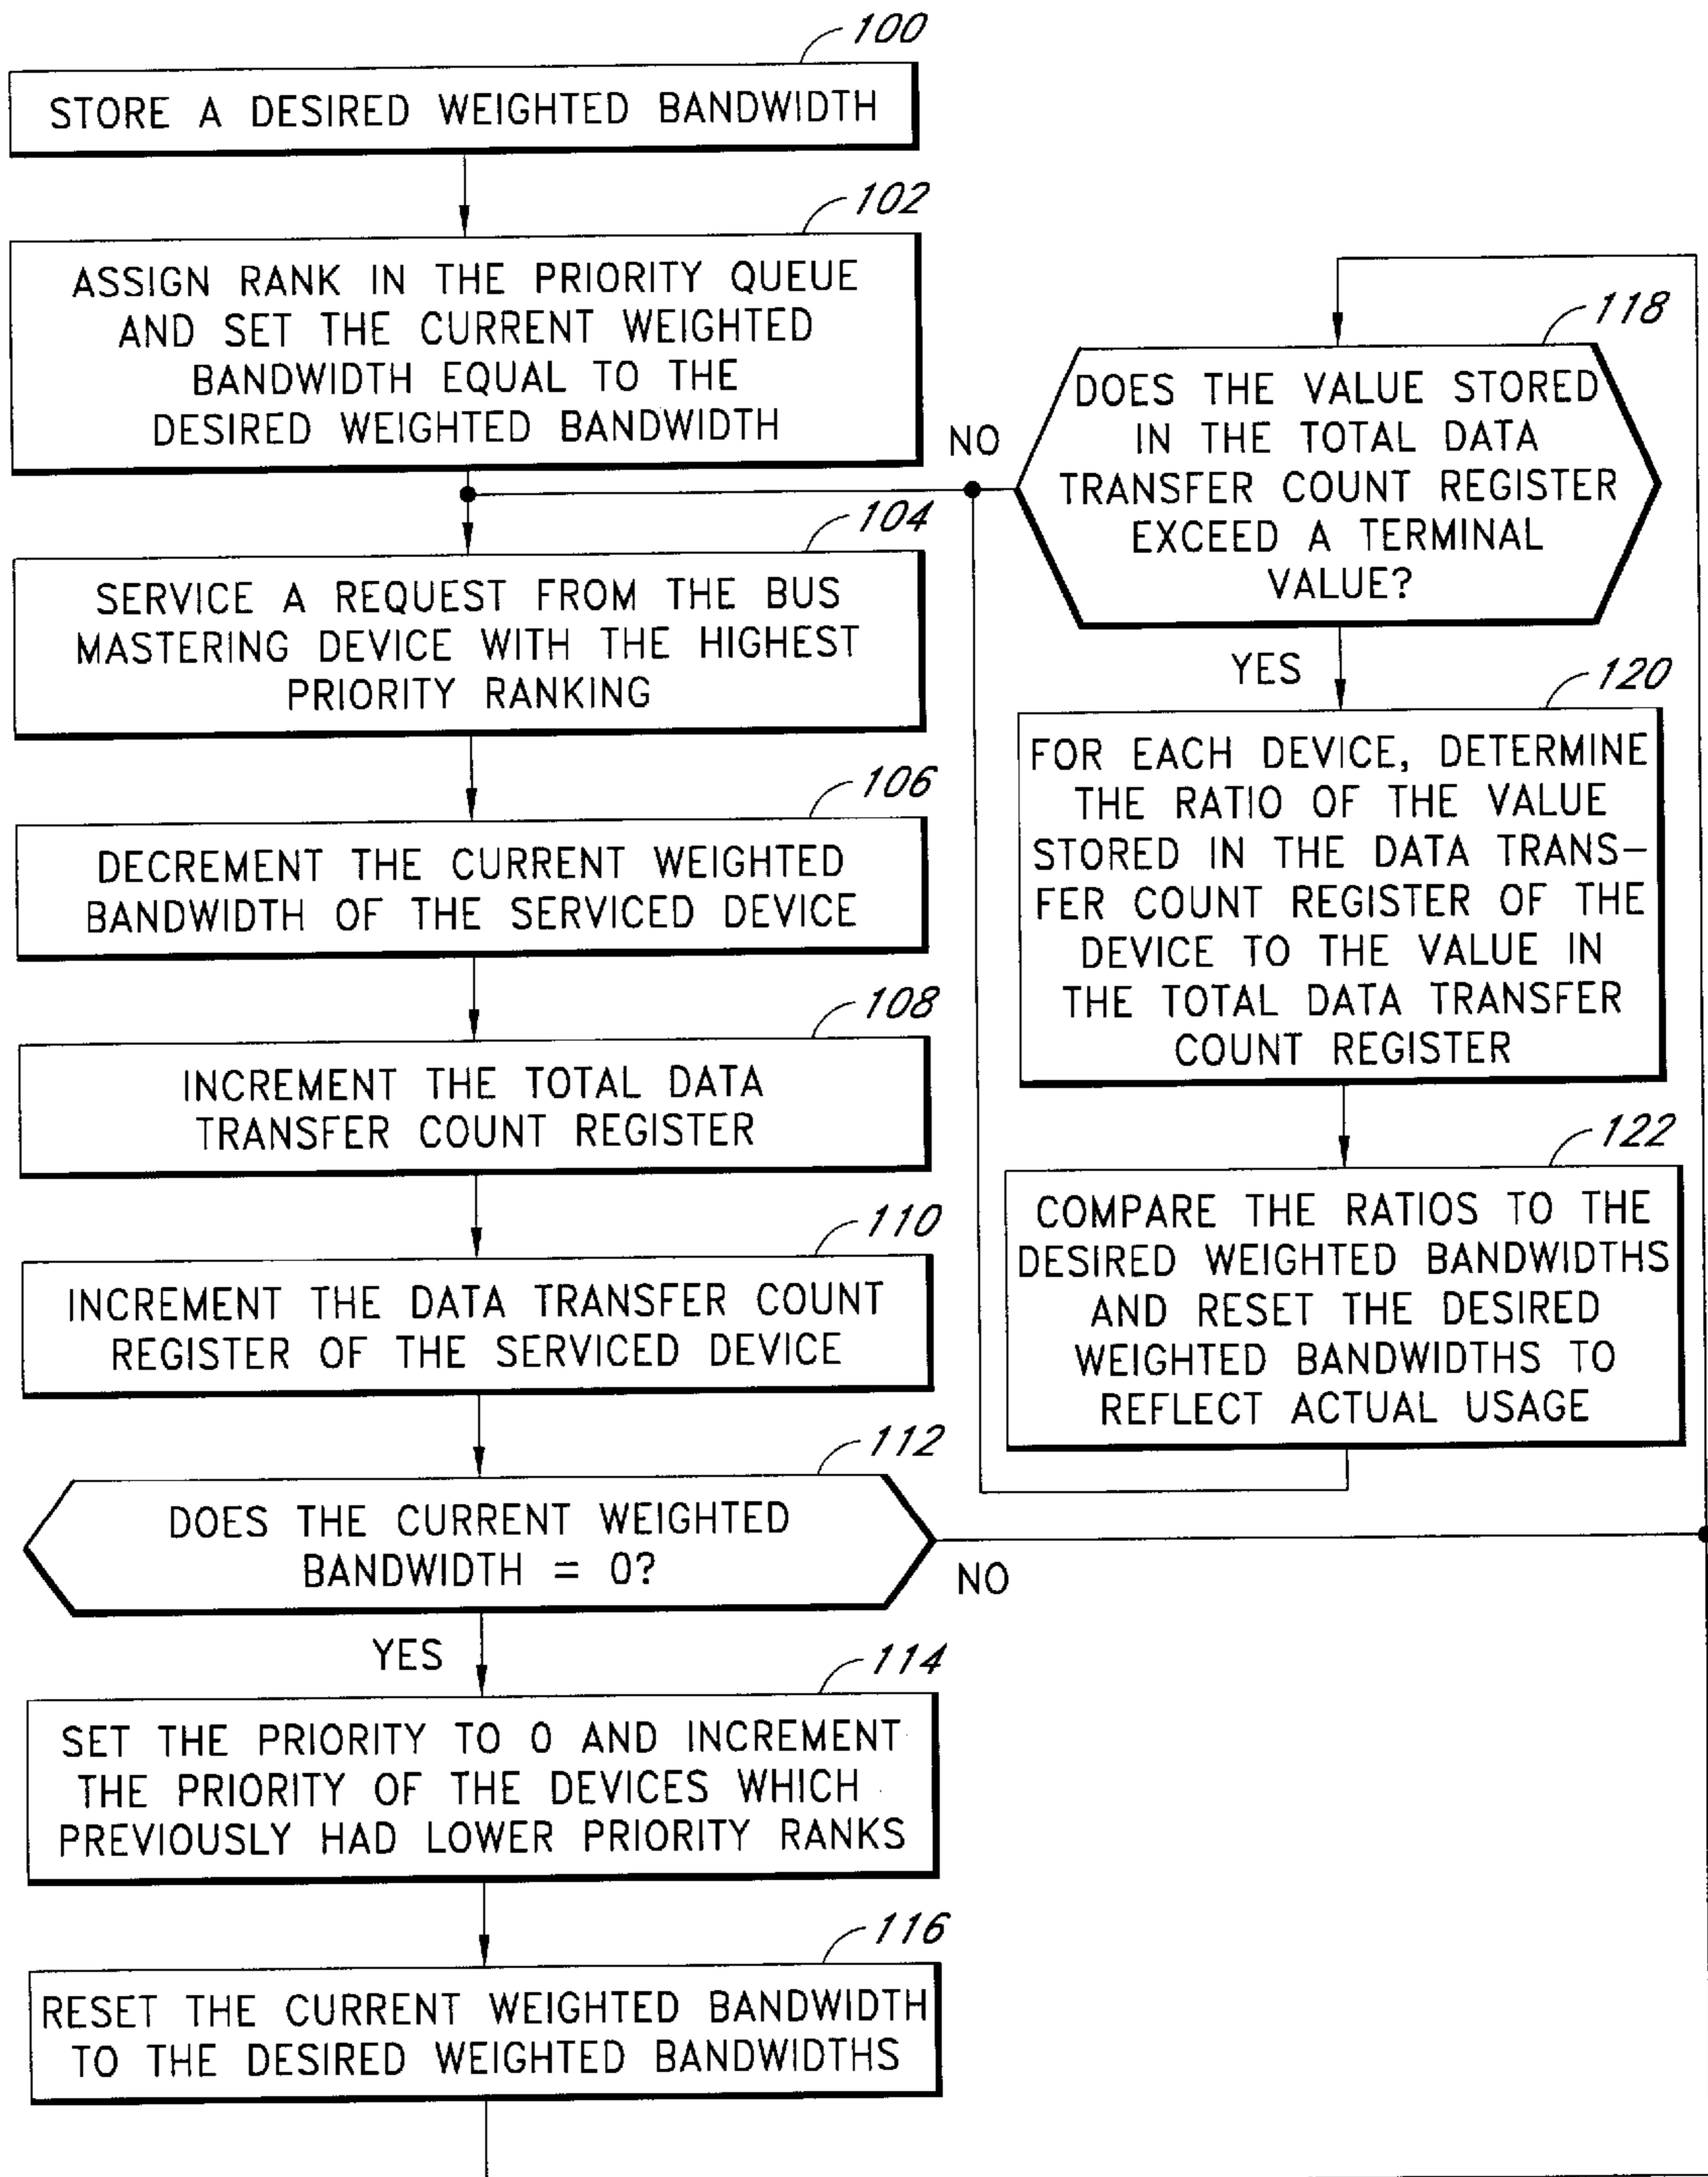 100
STORE A DESIRED WEIGHTED BANDWIDTH
102
ASSIGN RANK IN THE PRIORITY QUEUE
AND SET THE CURRENT WEIGHTED
BANDWIDTH EQUAL TO THE
DESIRED WEIGHTED BANDWIDTH
104
SERVICE A REQUEST FROM THE BUS
MASTERING DEVICE WITH THE HIGHEST
PRIORITY RANKING
106
DECREMENT THE CURRENT WEIGHTED
BANDWIDTH OF THE SERVICED DEVICE
108
INCREMENT THE TOTAL DATA
TRANSFER COUNT REGISTER
110
INCREMENT THE DATA TRANSFER COUNT
REGISTER OF THE SERVICED DEVICE
112
DOES THE CURRENT WEIGHTED
BANDWIDTH = 0?
NO
YES
114
SET THE PRIORITY TO 0 AND INCREMENT
THE PRIORITY OF THE DEVICES WHICH
PREVIOUSLY HAD LOWER PRIORITY RANKS
116
RESET THE CURRENT WEIGHTED BANDWIDTH
TO THE DESIRED WEIGHTED BANDWIDTHS
118
DOES THE VALUE STORED
IN THE TOTAL DATA
TRANSFER COUNT REGISTER
EXCEED A TERMINAL
VALUE?
NO
YES
120
FOR EACH DEVICE, DETERMINE
THE RATIO OF THE VALUE
STORED IN THE DATA TRANS-
FER COUNT REGISTER OF THE
DEVICE TO THE VALUE IN
THE TOTAL DATA TRANSFER
COUNT REGISTER
122
COMPARE THE RATIOS TO THE
DESIRED WEIGHTED BANDWIDTHS
AND RESET THE DESIRED
WEIGHTED BANDWIDTHS TO
REFLECT ACTUAL USAGE